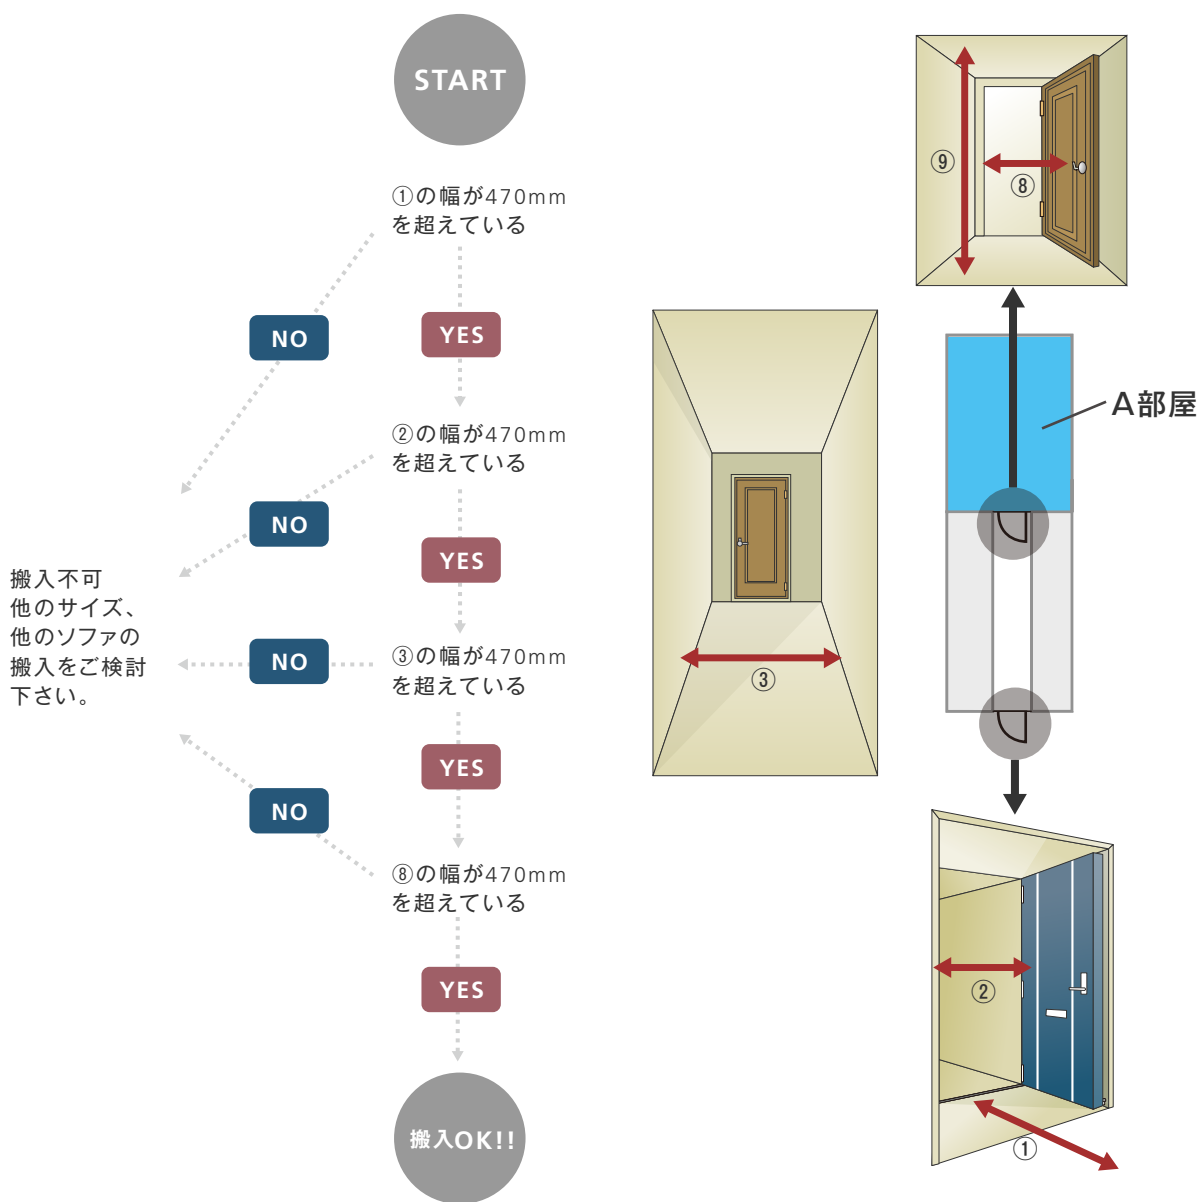 START
①の幅が470mm
を超えている
NO
YES
②の幅が470mm
を超えている
NO
YES
③の幅が470mm
を超えている
NO
YES
⑧の幅が470mm
を超えている
NO
YES
搬入OK!!
搬入不可
他のサイズ、
他のソファの
搬入をご検討
下さい。
③
⑨
⑧
A部屋
②
①